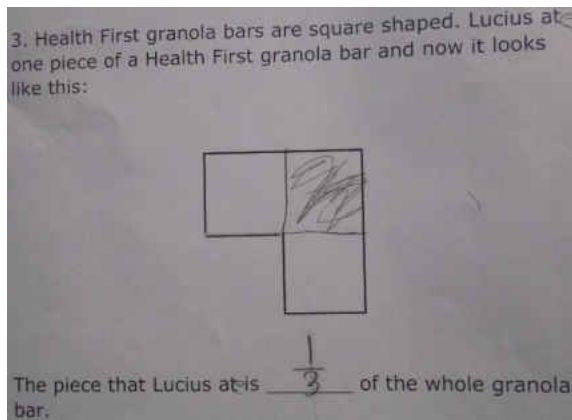 3. Health First granola bars are square shaped. Lucius ate
one piece of a Health First granola bar and now it looks
like this:
The piece that Lucius at is 1/3 of the whole granola
bar.